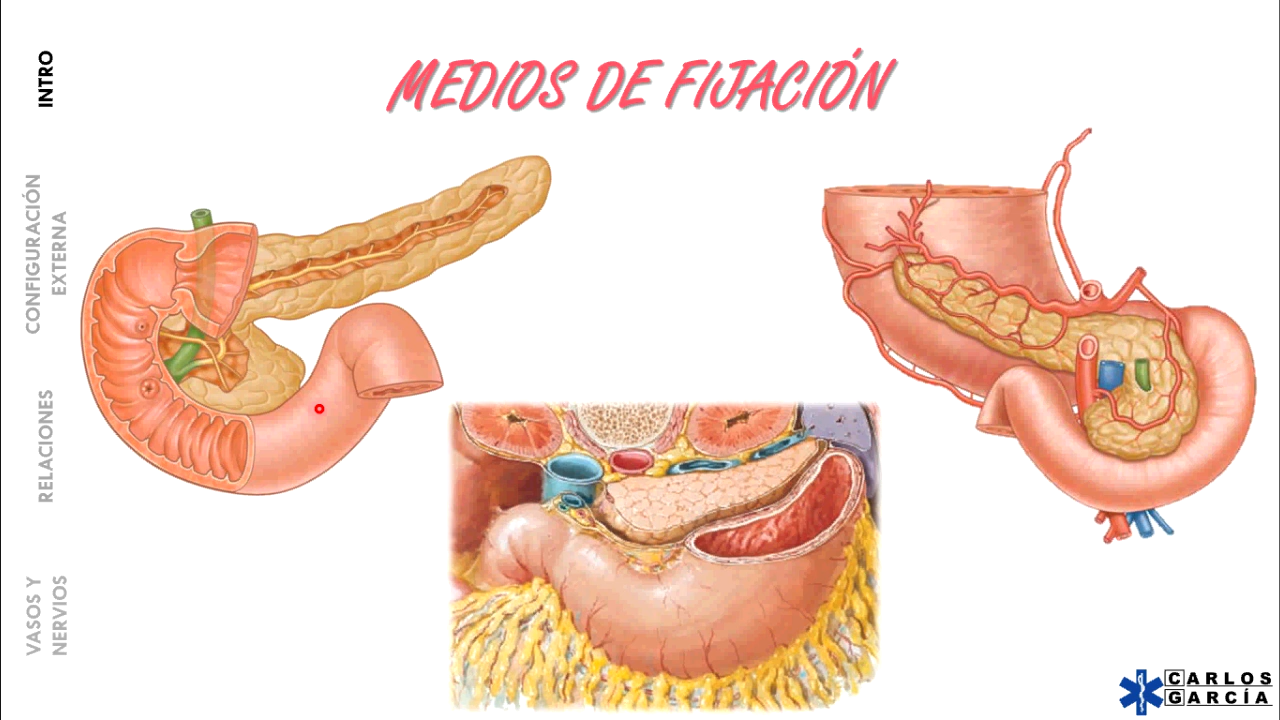 MEDIOS DE FIJACIÓN
INTRO
CONFIGURACIÓN
EXTERNA
RELACIONES
VASOS Y
NERVIOS
CARLOS
GARCÍA